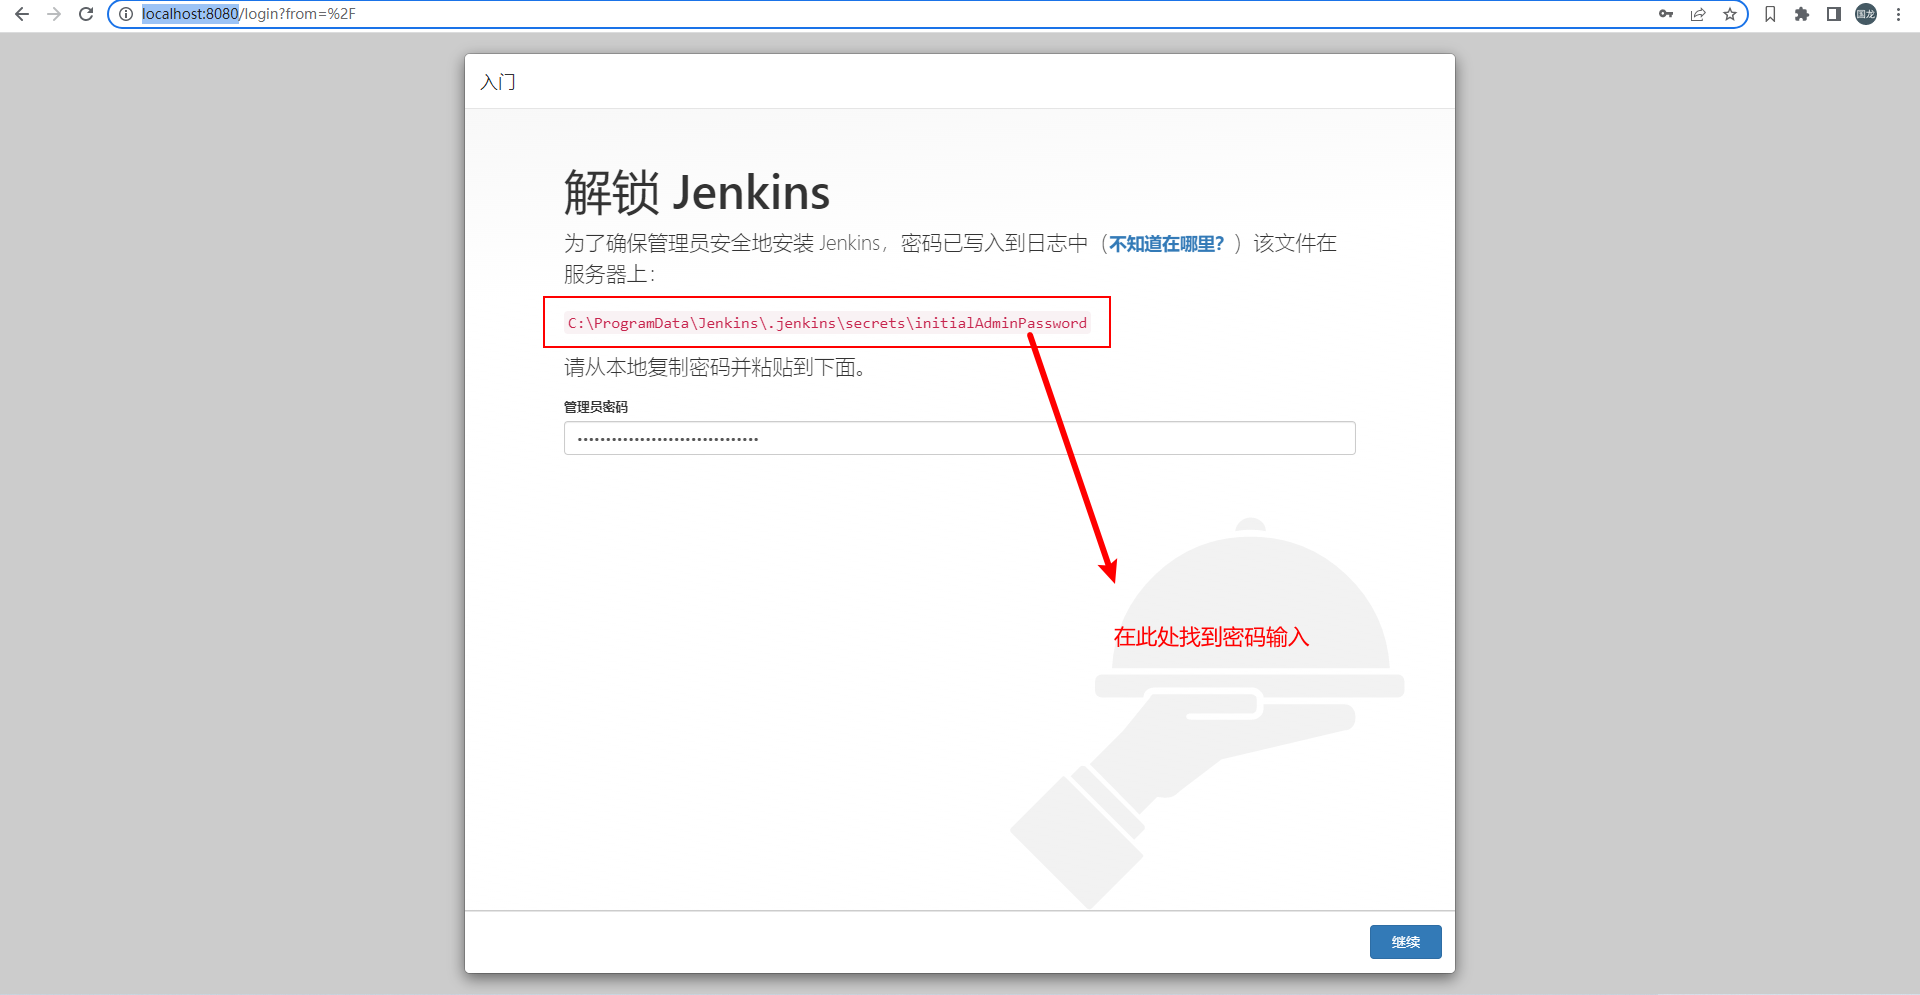 localhost:8080/login?from=%2F
国龙
入门
解锁 Jenkins
为了确保管理员安全地安装 Jenkins，密码已写入到日志中（不知道在哪里？）该文件在
服务器上：
C:\ProgramData\Jenkins\.jenkins\secrets\initialAdminPassword
请从本地复制密码并粘贴到下面。
管理员密码
在此处找到密码输入
继续